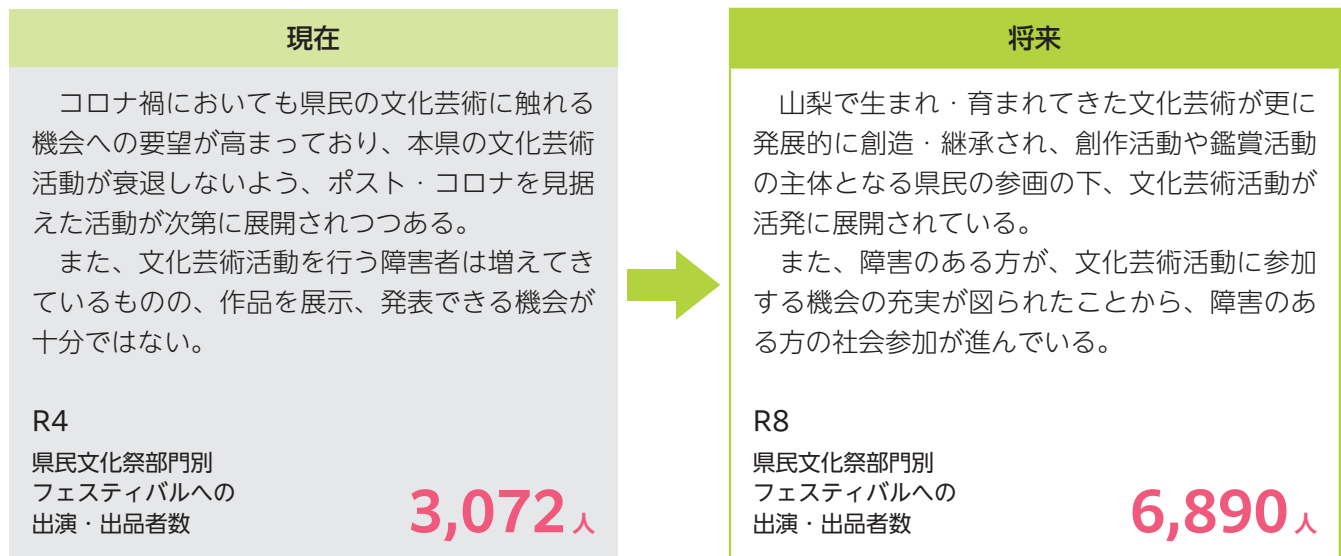 現在
　コロナ禍においても県民の文化芸術に触れる
機会への要望が高まっており、本県の文化芸術
活動が衰退しないよう、ポスト・コロナを見据
えた活動が次第に展開されつつある。
　また、文化芸術活動を行う障害者は増えてき
ているものの、作品を展示、発表できる機会が
十分ではない。
R4
県民文化祭部門別
フェスティバルへの
出演・出品者数
3,072人
将来
　山梨で生まれ・育まれてきた文化芸術が更に
発展的に創造・継承され、創作活動や鑑賞活動
の主体となる県民の参画の下、文化芸術活動が
活発に展開されている。
　また、障害のある方が、文化芸術活動に参加
する機会の充実が図られたことから、障害のあ
る方の社会参加が進んでいる。
R8
県民文化祭部門別
フェスティバルへの
出演・出品者数
6,890人